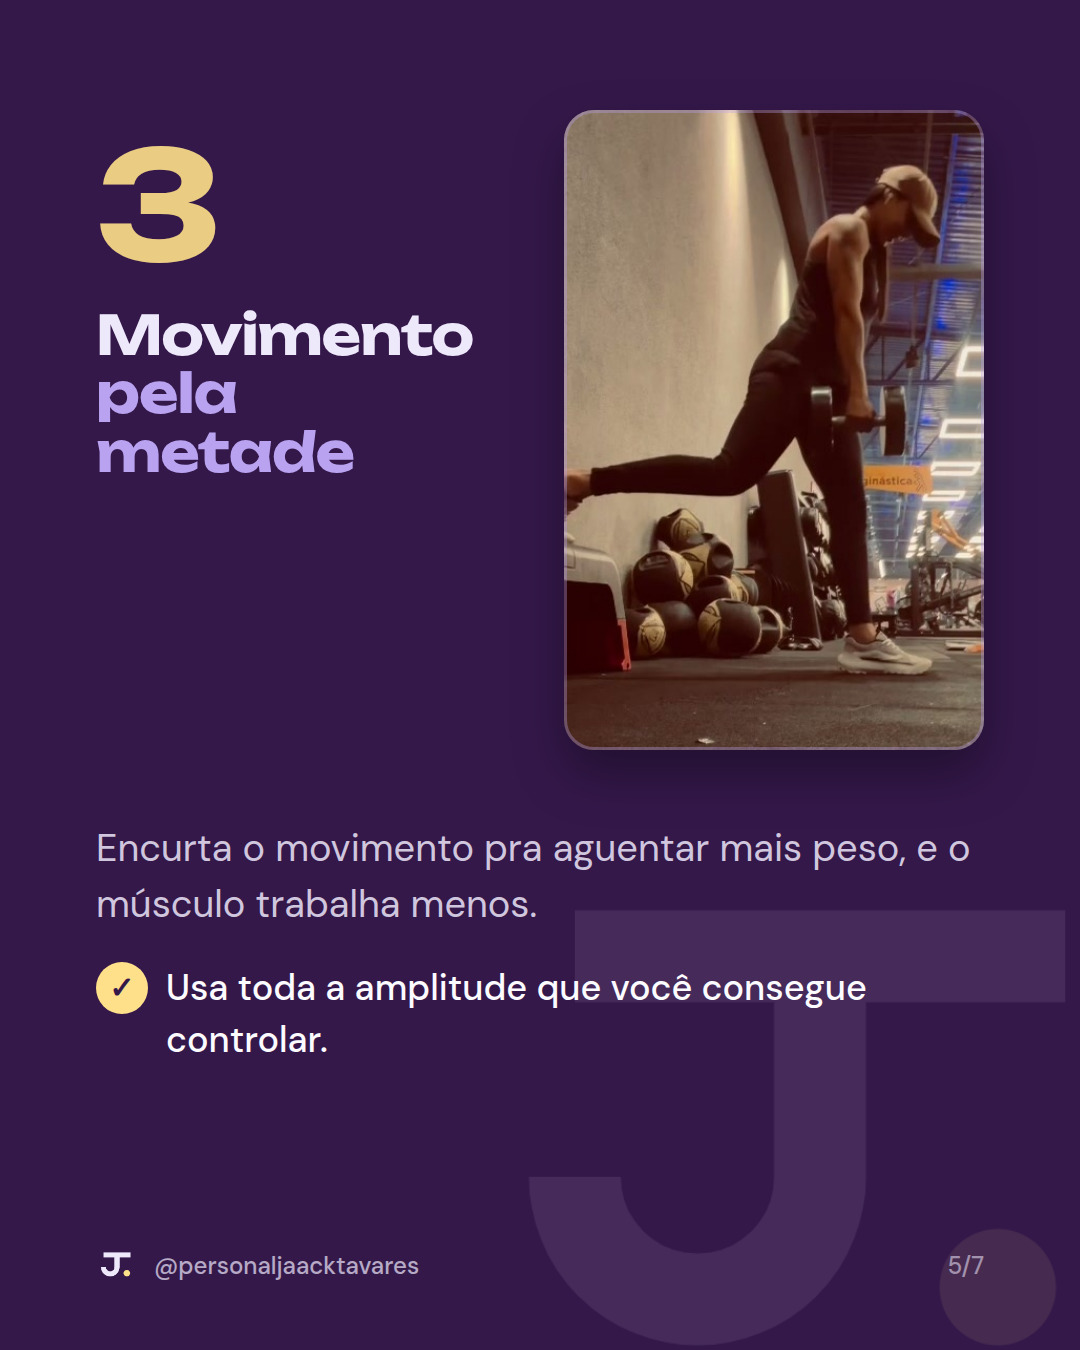 3
Movimento
pela
metade
ginástica
Encurta o movimento pra aguentar mais peso, e o
músculo trabalha menos.
✓ Usa toda a amplitude que você consegue
controlar.
J. @personaljaacktavares
5/7
J.